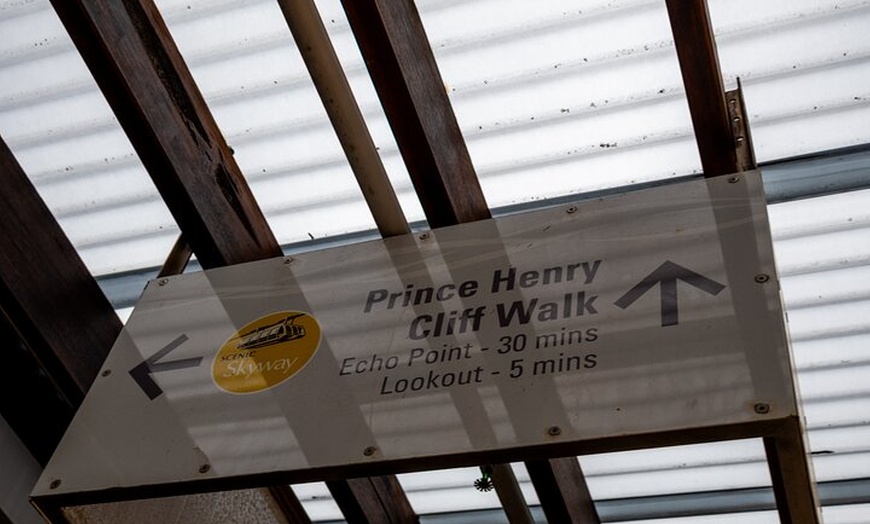 SCENIC
Skyway
Prince Henry
Cliff Walk
Echo Point - 30 mins
Lookout - 5 mins